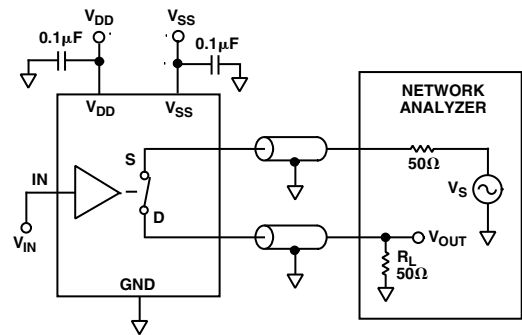 VDD
VSS
0.1µF
0.1µF
VDD
VSS
NETWORK
ANALYZER
S
50Ω
VS
IN
D
VIN
VOUT
RL
50Ω
GND